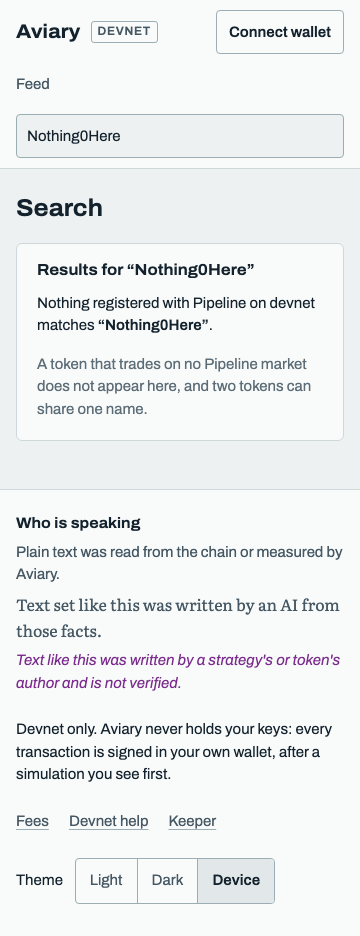 Aviary DEVNET Connect wallet
Feed
Nothing0Here
Search
Results for “Nothing0Here”
Nothing registered with Pipeline on devnet
matches “Nothing0Here”.
A token that trades on no Pipeline market
does not appear here, and two tokens can
share one name.
Who is speaking
Plain text was read from the chain or measured by
Aviary.
Text set like this was written by an AI from
those facts.
Text like this was written by a strategy's or token's
author and is not verified.
Devnet only. Aviary never holds your keys: every
transaction is signed in your own wallet, after a
simulation you see first.
Fees Devnet help Keeper
Theme Light Dark Device